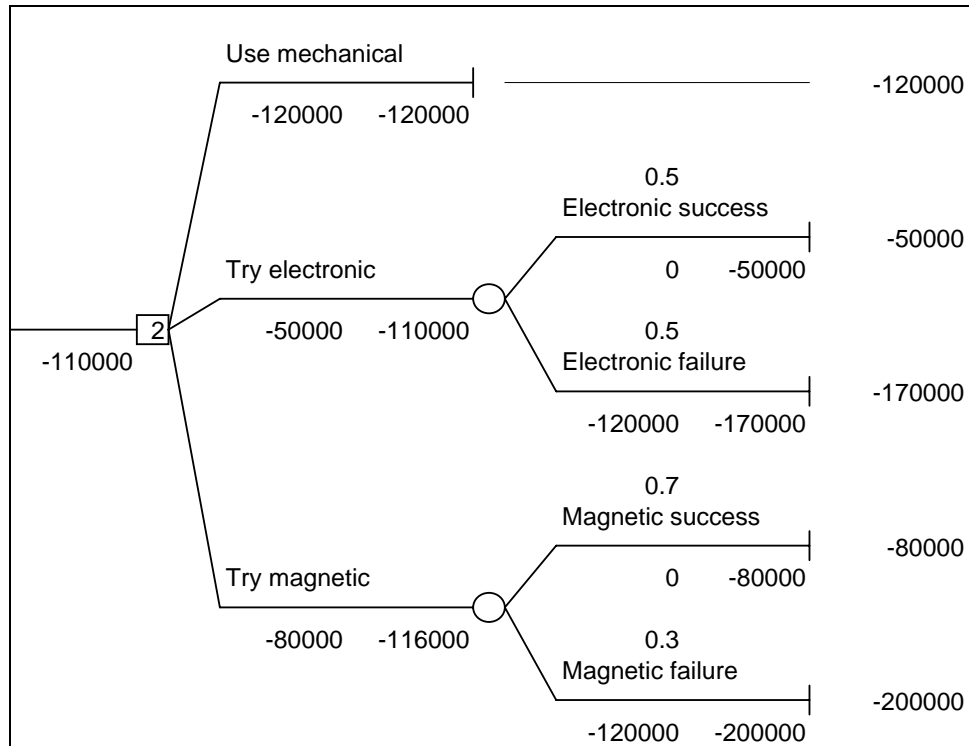 Use mechanical
-120000 -120000 -120000
0.5
Electronic success
-50000
0 -50000
Try electronic
-50000 -110000
0.5
2
-110000
Electronic failure
-170000
-120000 -170000
0.7
Magnetic success
-80000
0 -80000
Try magnetic
-80000 -116000
0.3
Magnetic failure
-200000
-120000 -200000